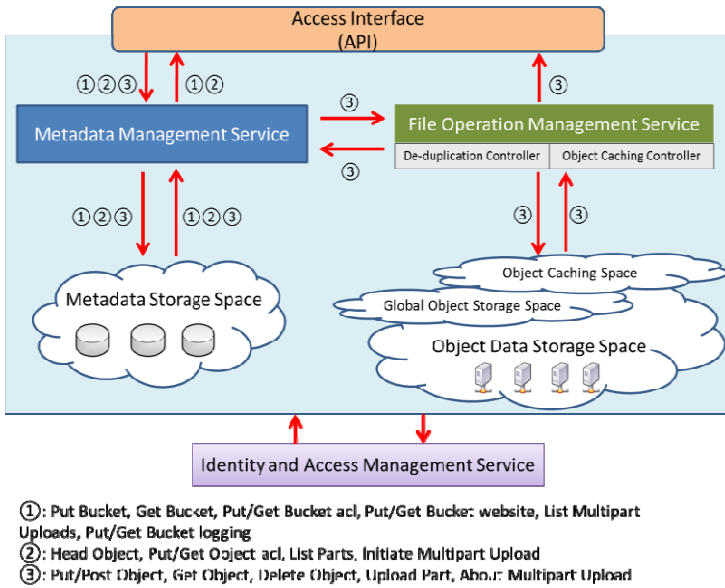 Access Interface
(API)
①②③
①②
③
③
Metadata Management Service
File Operation Management Service
De-duplication Controller
Object Caching Controller
③
①②③
①②③
③
③
Object Caching Space
Metadata Storage Space
Global Object Storage Space
Object Data Storage Space
Identity and Access Management Service
①: Put Bucket, Get Bucket, Put/Get Bucket acl, Put/Get Bucket website, List Multipart
Uploads, Put/Get Bucket logging
②: Head Object, Put/Get Object acl, List Parts, Initiate Multipart Upload
③: Put/Post Object, Get Object, Delete Object, Upload Part, About Multipart Upload